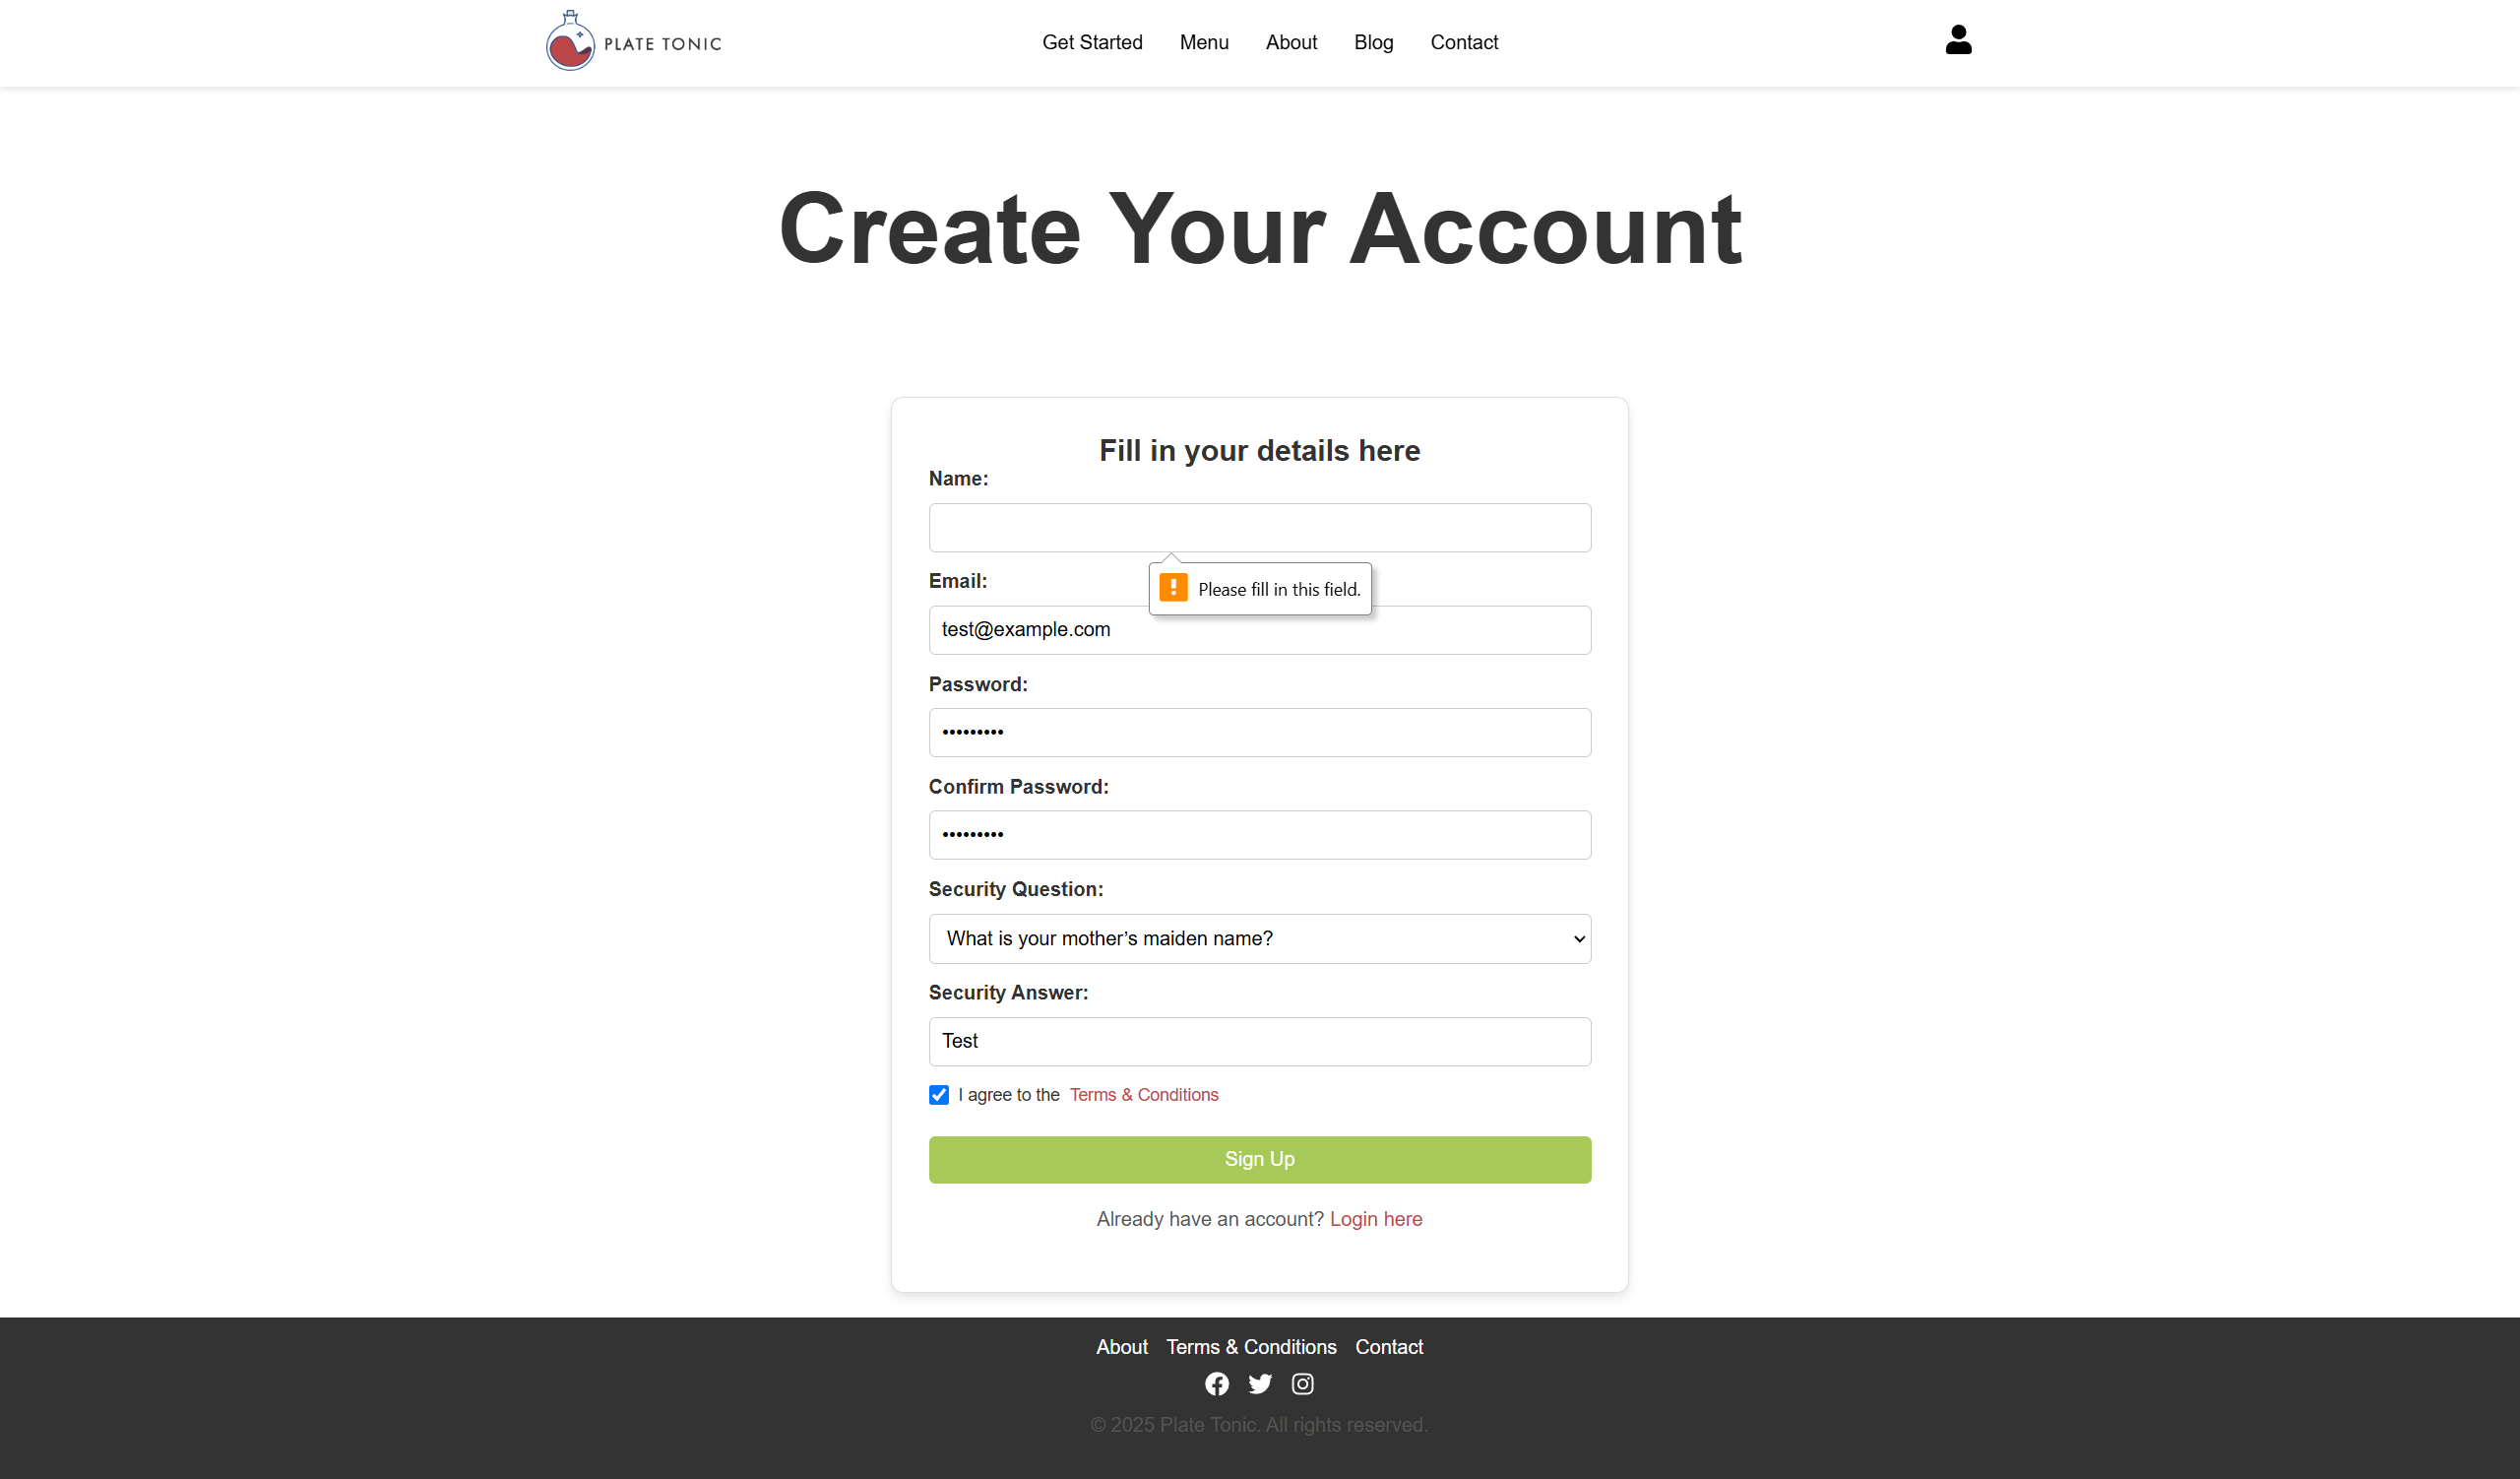 PLATE TONIC
Get Started Menu About Blog Contact
Create Your Account
Fill in your details here
Name:
Please fill in this field.
Email:
test@example.com
Password:
•••••••••
Confirm Password:
•••••••••
Security Question:
What is your mother’s maiden name?
Security Answer:
Test
I agree to the Terms & Conditions
Sign Up
Already have an account? Login here
About Terms & Conditions Contact
© 2025 Plate Tonic. All rights reserved.